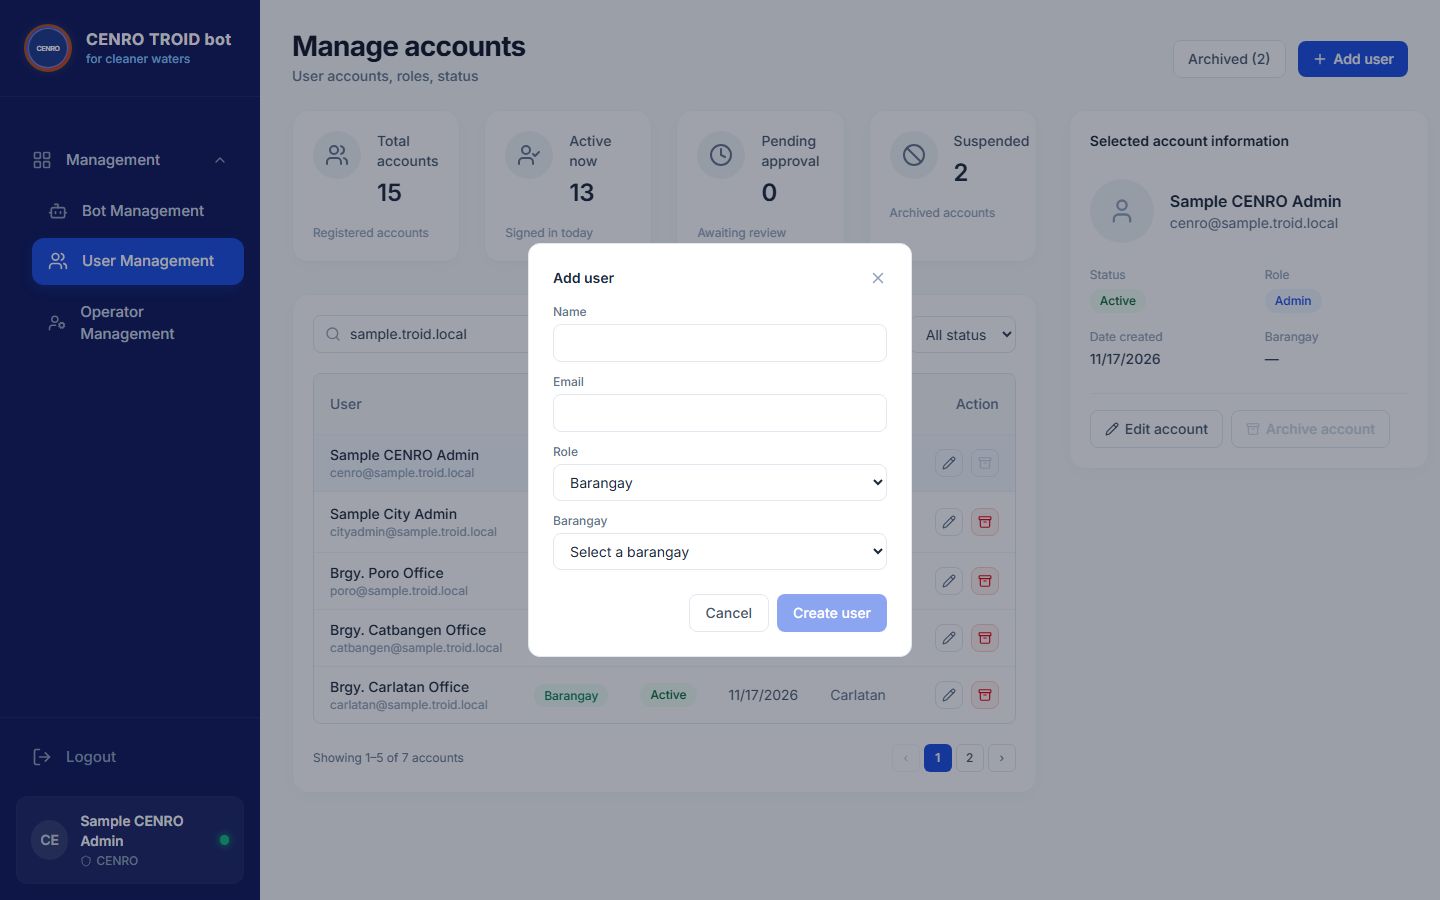 CENRO
CENRO TROID bot
for cleaner waters
Management
Bot Management
User Management
Operator
Management
Logout
CE
Sample CENRO
Admin
CENRO
Manage accounts
User accounts, roles, status
Archived (2)
Add user
Total
accounts
15
Registered accounts
Active
now
13
Signed in today
Pending
approval
0
Awaiting review
Suspended
2
Archived accounts
sample.troid.local
All status
User
Action
Sample CENRO Admin
cenro@sample.troid.local
Sample City Admin
cityadmin@sample.troid.local
Brgy. Poro Office
poro@sample.troid.local
Brgy. Catbangen Office
catbangen@sample.troid.local
Brgy. Carlatan Office
carlatan@sample.troid.local
Barangay
Active
11/17/2026
Carlatan
Showing 1–5 of 7 accounts
‹ 1 2 ›
Add user
Name
Email
Role
Barangay
Barangay
Select a barangay
Cancel
Create user
Selected account information
Sample CENRO Admin
cenro@sample.troid.local
Status
Role
Active
Admin
Date created
Barangay
11/17/2026
—
Edit account
Archive account